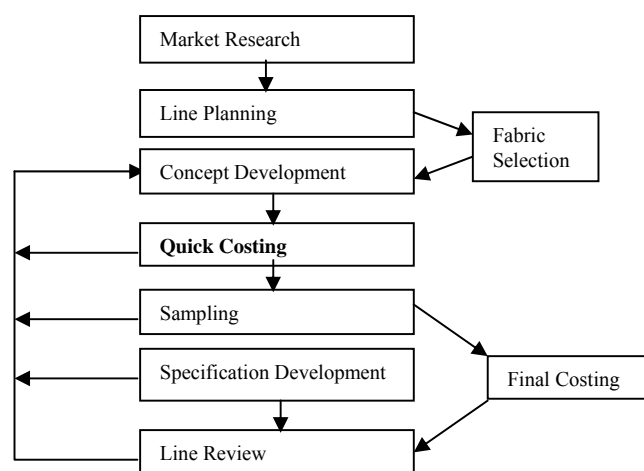 Market Research
Line Planning
Fabric
Selection
Concept Development
Quick Costing
Sampling
Specification Development
Final Costing
Line Review